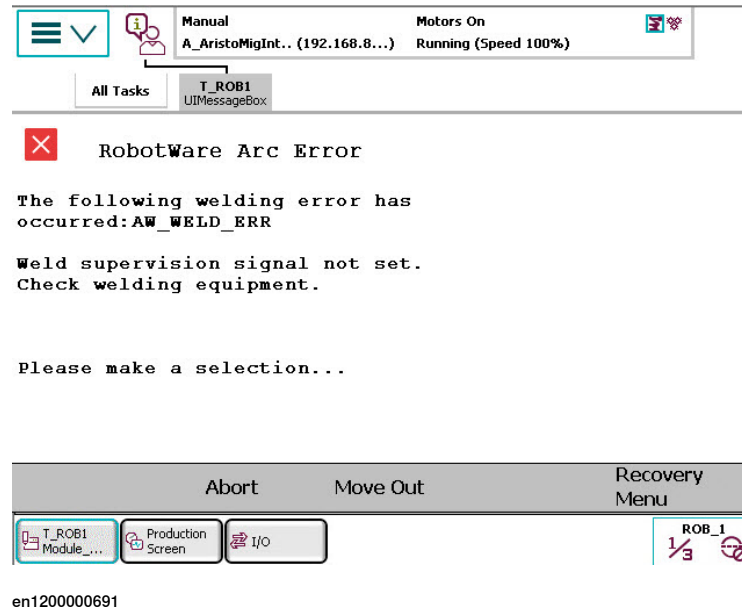 Manual
Motors On
A_AristoMigInt.. (192.168.8...)
Running (Speed 100%)
All Tasks
T_ROB1
UIMessageBox
RobotWare Arc Error
The following welding error has
occurred:AW_WELD_ERR
Weld supervision signal not set.
Check welding equipment.
Please make a selection...
Abort
Move Out
Recovery
Menu
T_ROB1
Module_...
Production
Screen
I/O
ROB_1
1/3
en1200000691